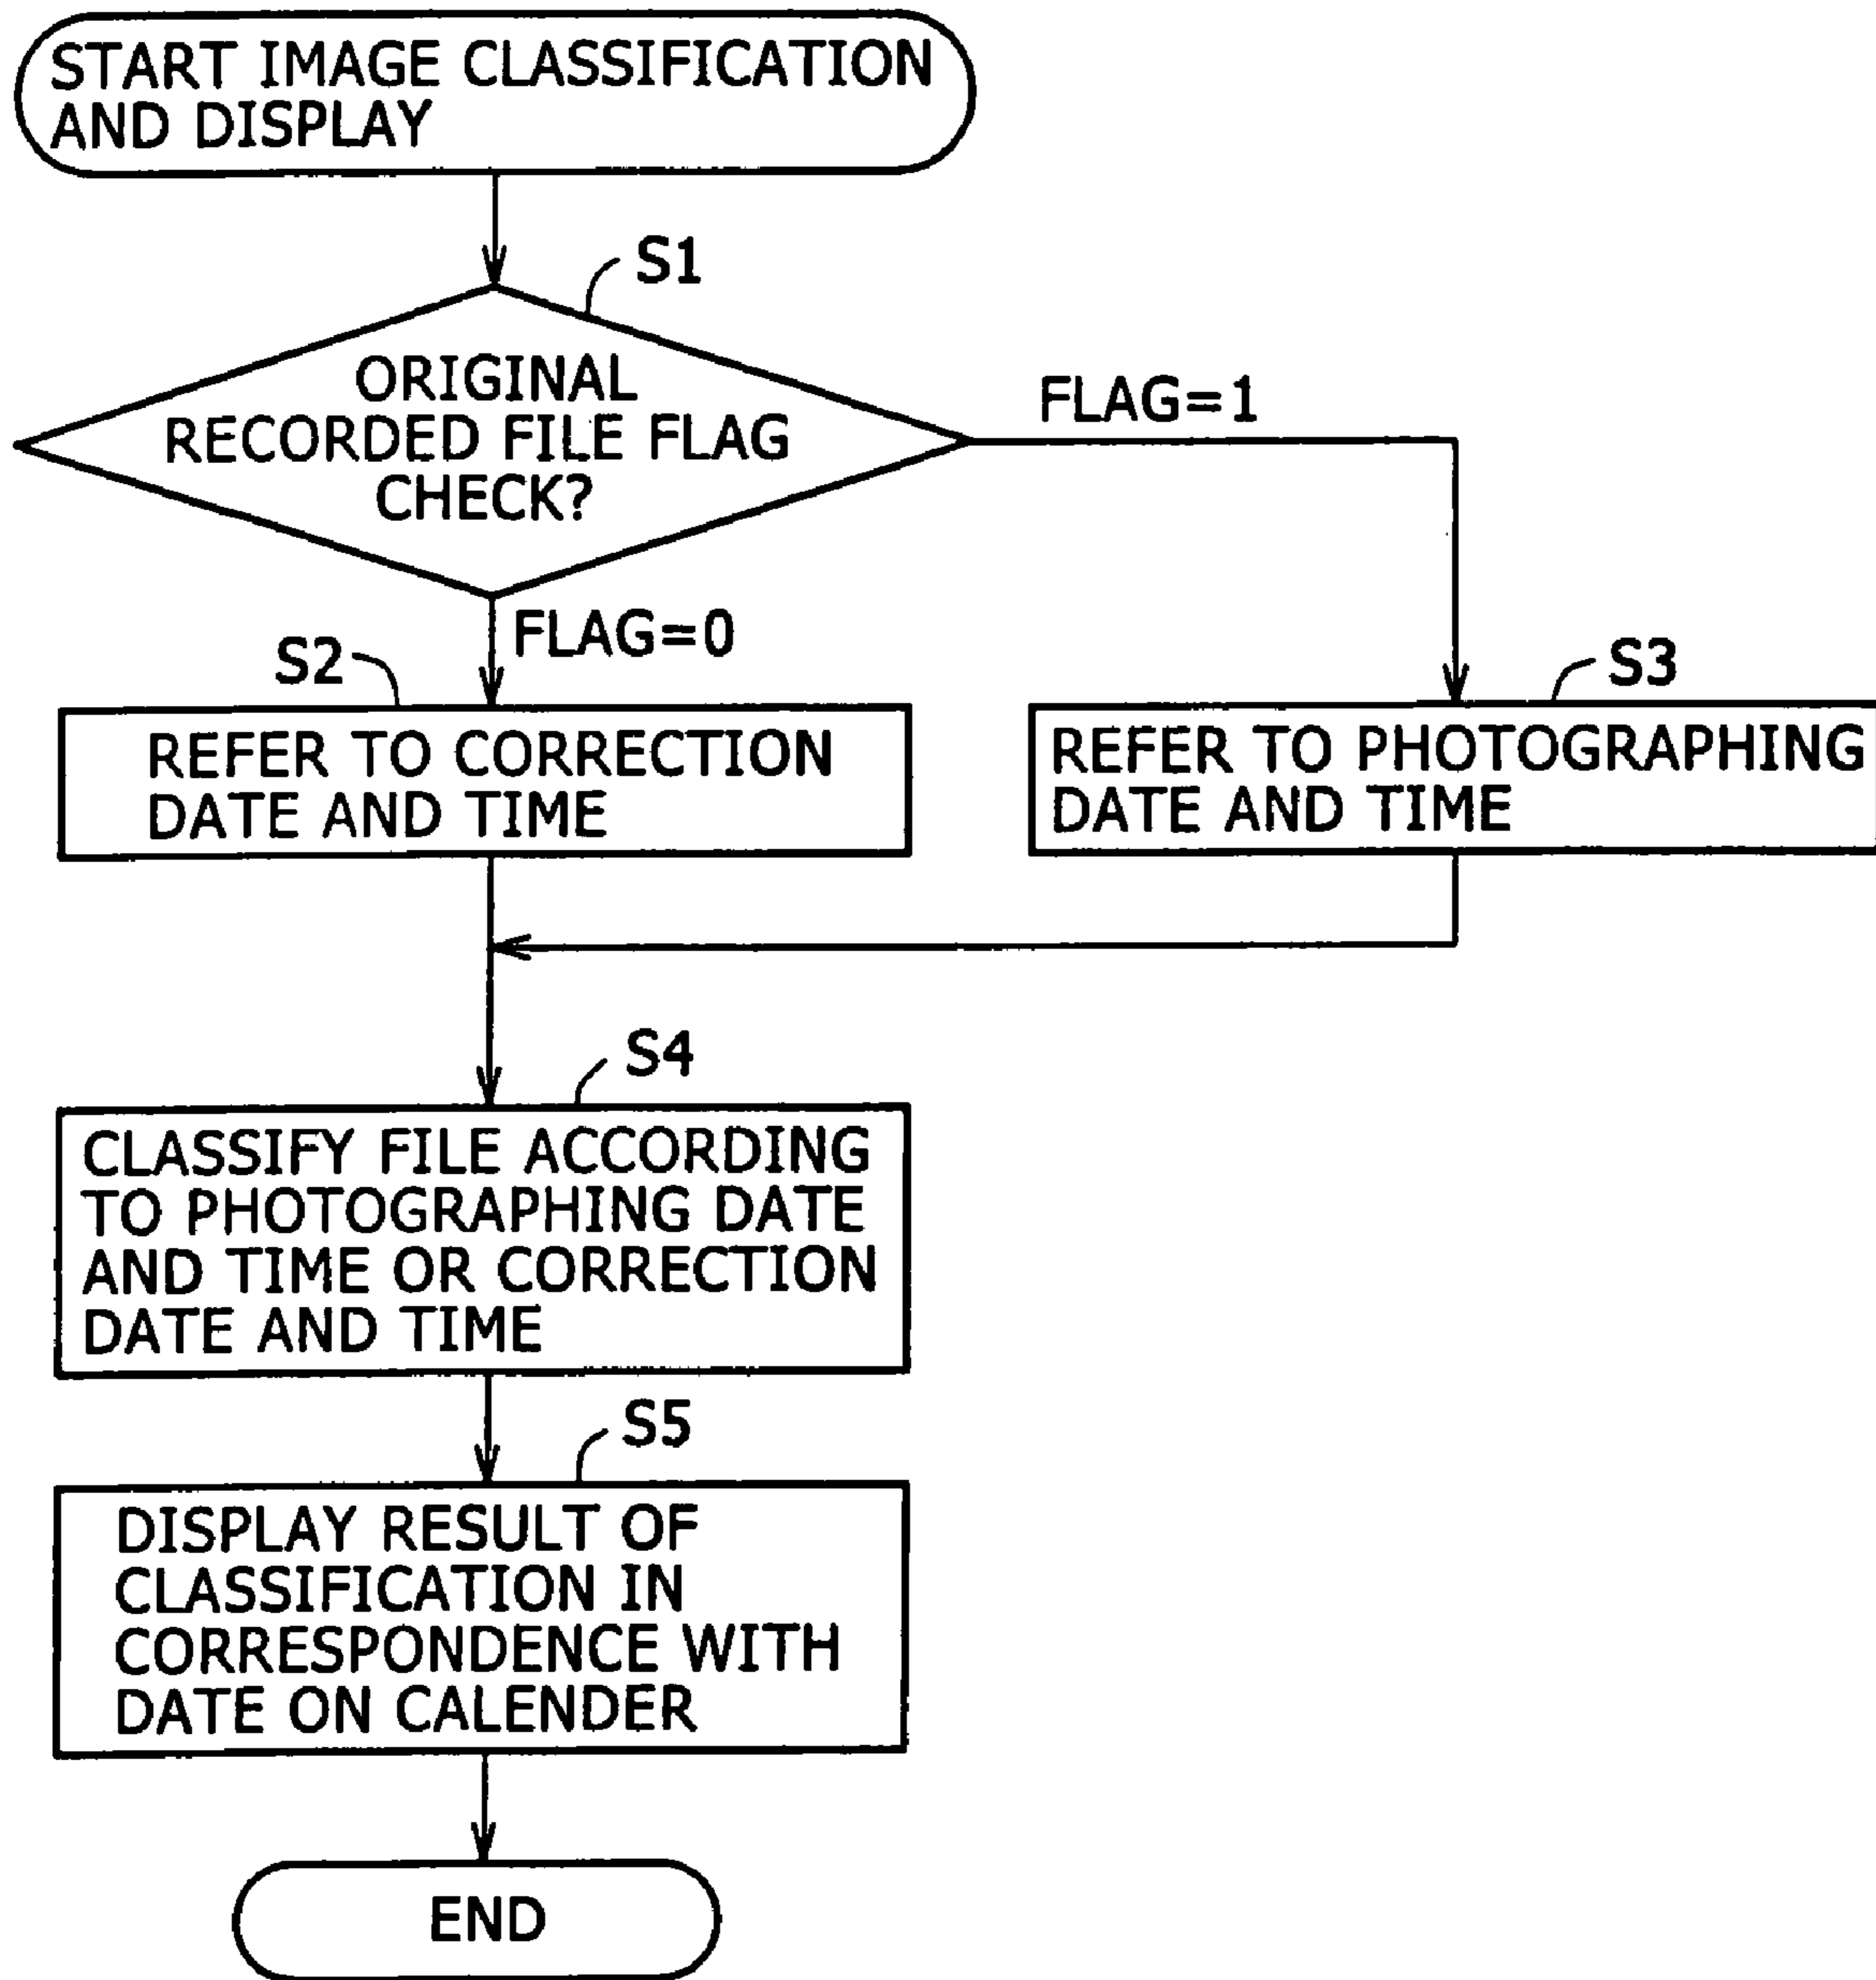 START IMAGE CLASSIFICATION
AND DISPLAY
S1
ORIGINAL
RECORDED FILE FLAG
CHECK?
FLAG=1
FLAG=0
S2
REFER TO CORRECTION
DATE AND TIME
S3
REFER TO PHOTOGRAPHING
DATE AND TIME
S4
CLASSIFY FILE ACCORDING
TO PHOTOGRAPHING DATE
AND TIME OR CORRECTION
DATE AND TIME
S5
DISPLAY RESULT OF
CLASSIFICATION IN
CORRESPONDENCE WITH
DATE ON CALENDER
END